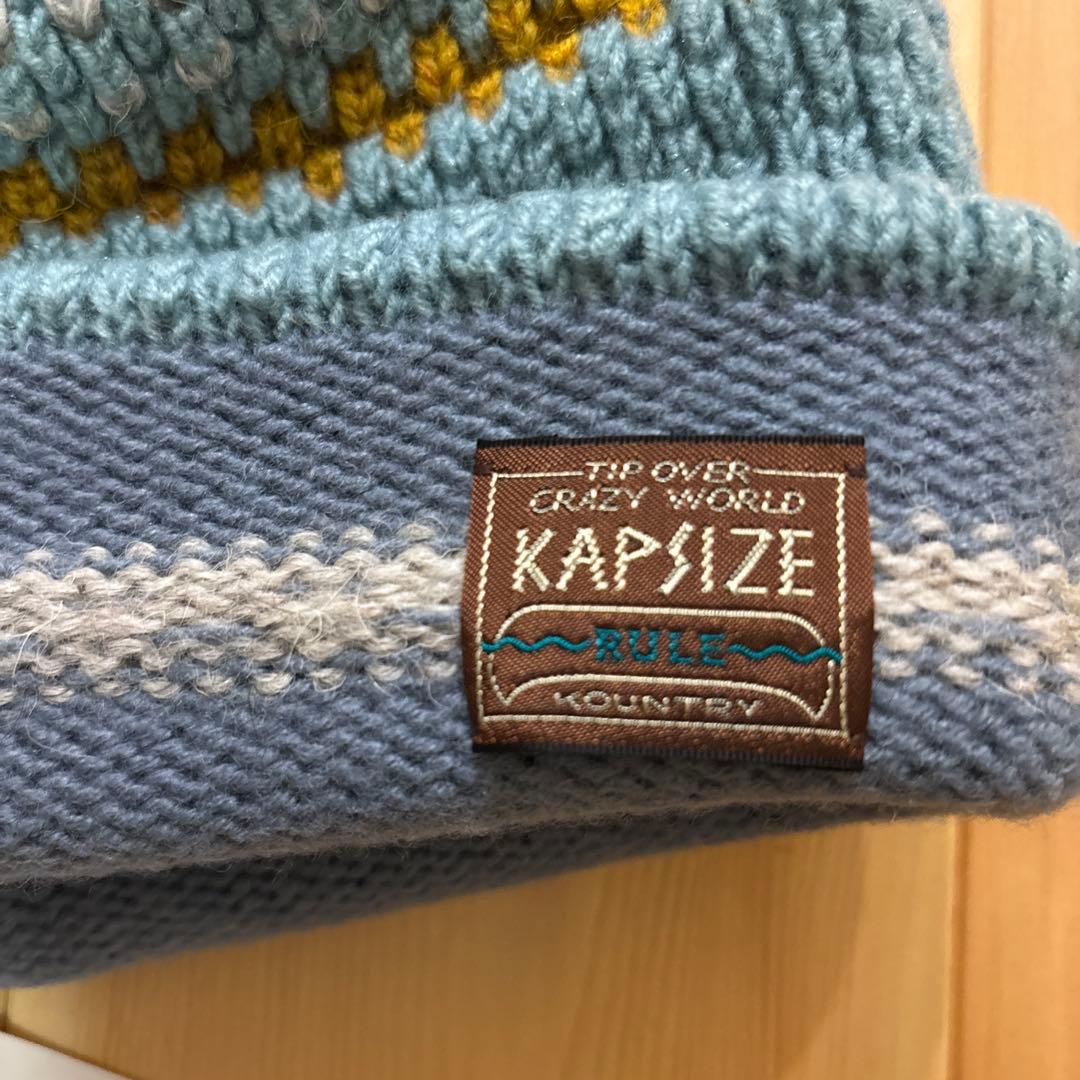 TIP OVER
CRAZY WORLD
KAPSIZE
RULE
KOUNTRY